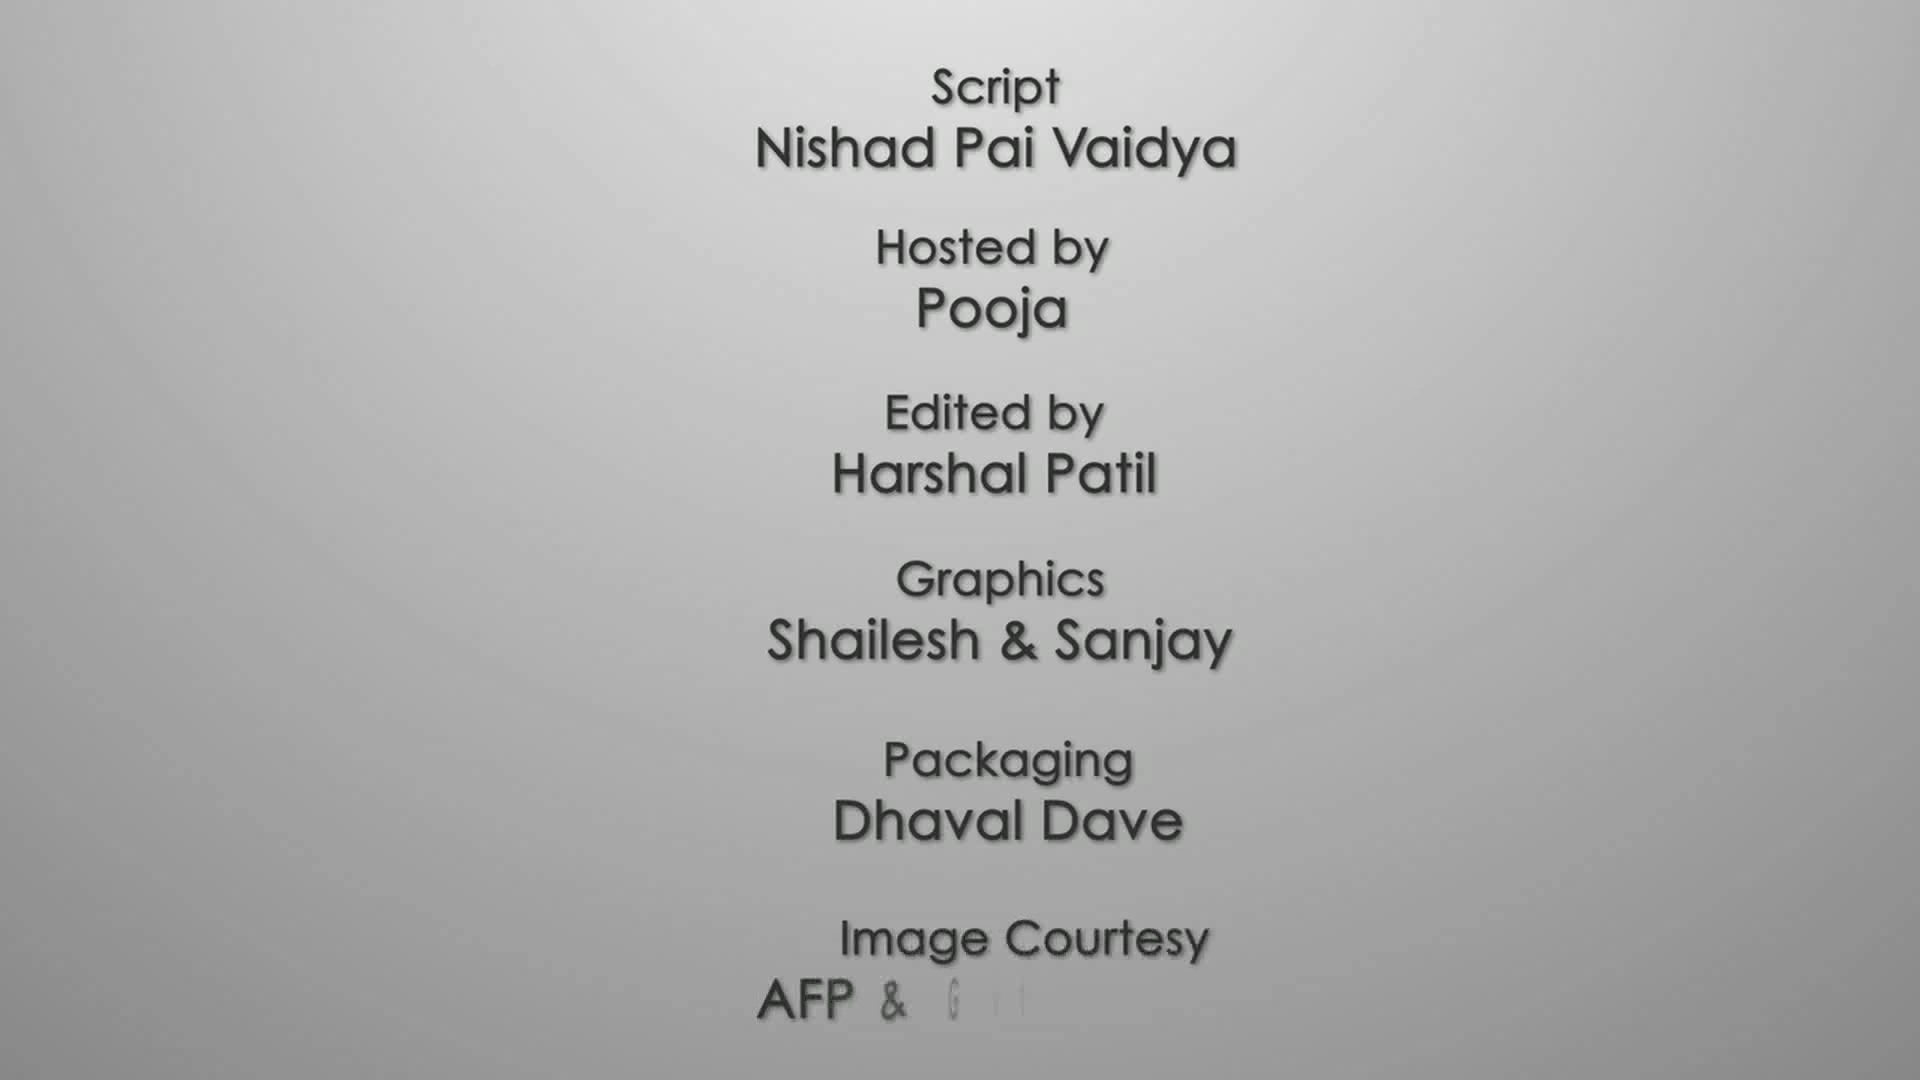 Script
Nishad Pai Vaidya
Hosted by
Pooja
Edited by
Harshal Patil
Graphics
Shailesh & Sanjay
Packaging
Dhaval Dave
Image Courtesy
AFP &